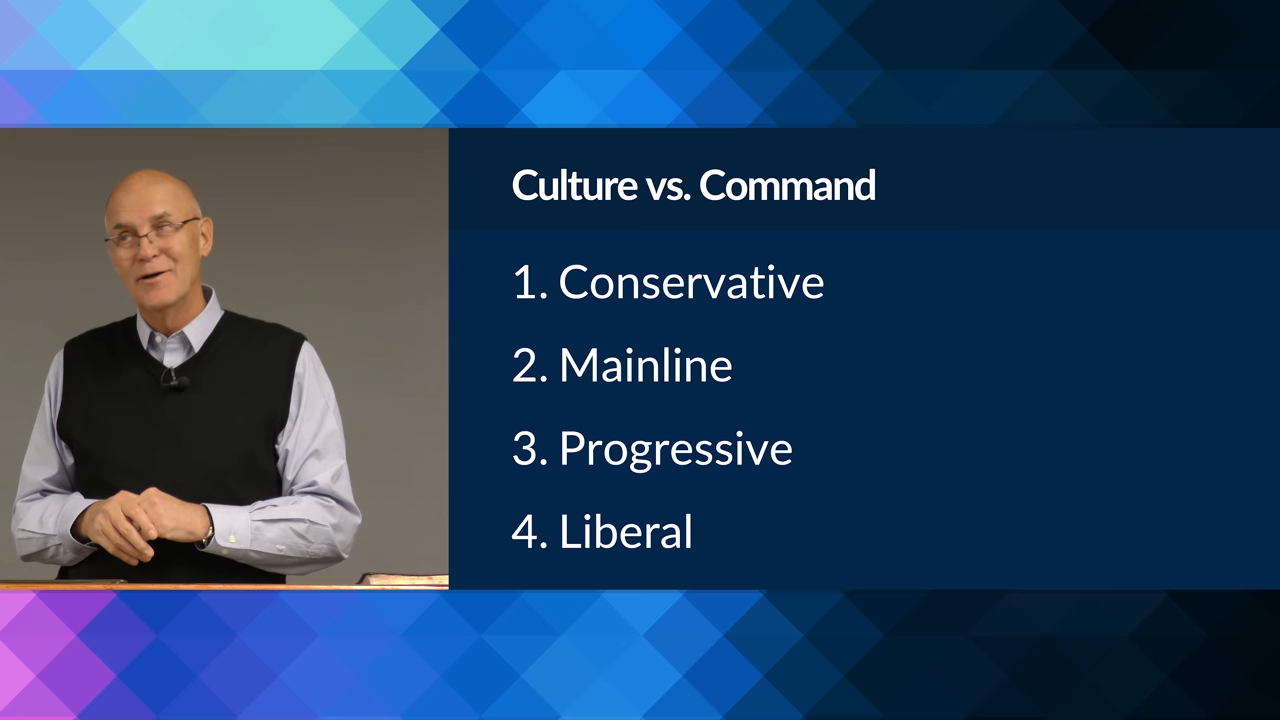 Culture vs. Command
1. Conservative
2. Mainline
3. Progressive
4. Liberal